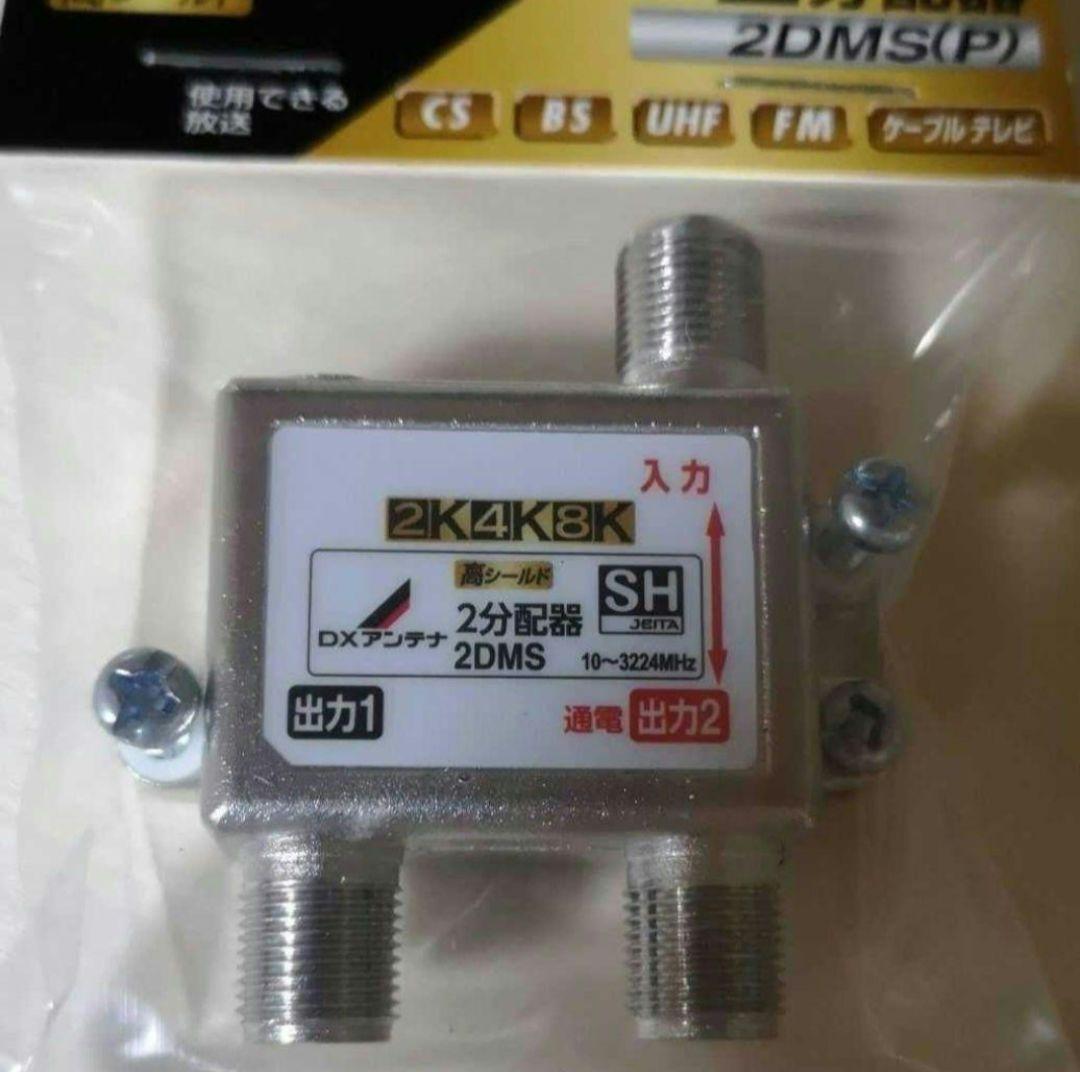 2DMS(P)
使用できる
放送
CS BS UHF FM ケーブルテレビ
入力
2K4K8K
高シールド
SH
JEITA
DXアンテナ
2分配器
2DMS
10~3224MHz
出力1
通電 出力2